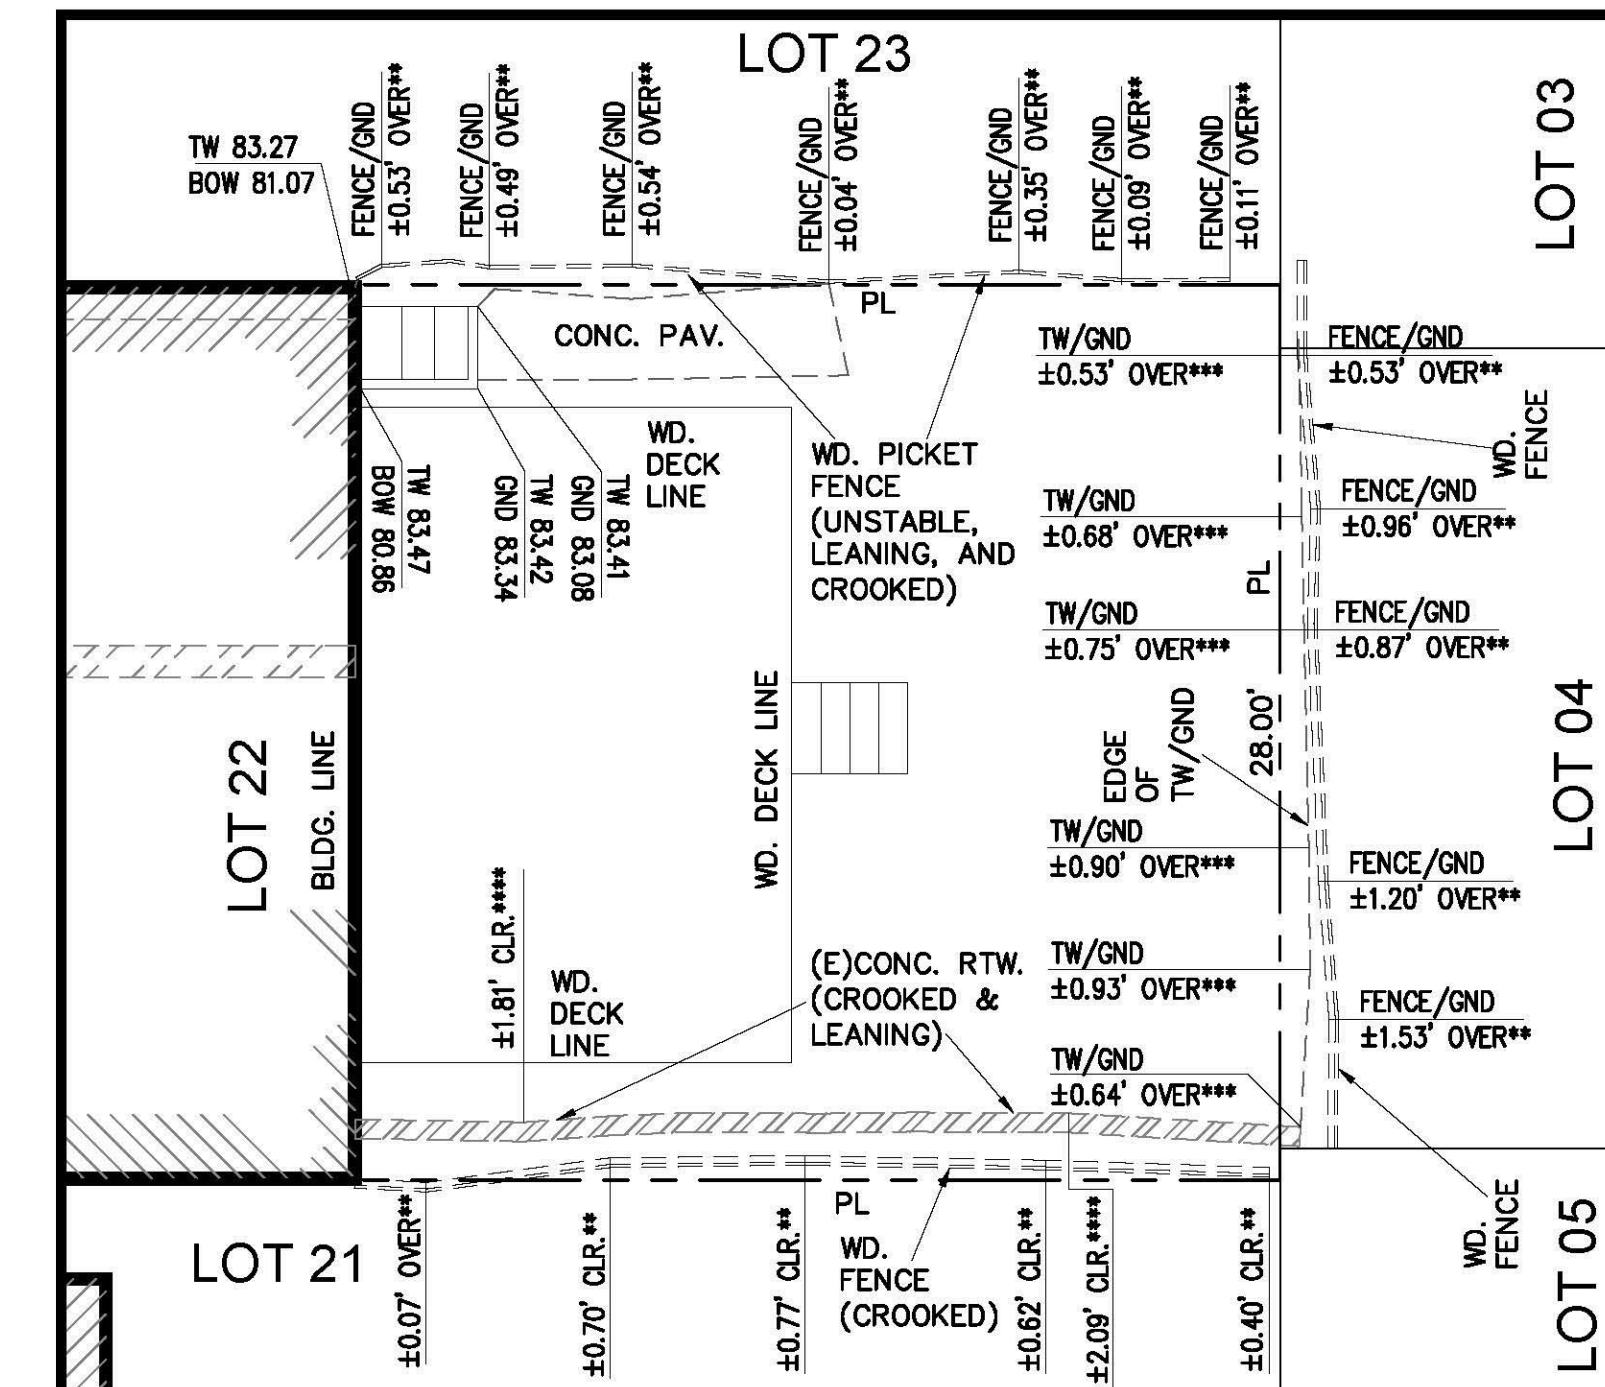 LOT 23
LOT 03
TW 83.27
BOW 81.07
FENCE/GND
±0.53' OVER**
FENCE/GND
±0.49' OVER**
FENCE/GND
±0.54' OVER**
FENCE/GND
±0.04' OVER**
FENCE/GND
±0.35' OVER**
FENCE/GND
±0.09' OVER**
FENCE/GND
±0.11' OVER**
PL
CONC. PAV.
TW/GND
±0.53' OVER***
FENCE/GND
±0.53' OVER**
WD.
FENCE
WD.
DECK
LINE
WD. PICKET
FENCE
(UNSTABLE,
LEANING, AND
CROOKED)
TW 83.47
BOW 80.86
TW 83.42
GND 83.34
TW 83.41
GND 83.08
TW/GND
±0.68' OVER***
FENCE/GND
±0.96' OVER**
PL
TW/GND
±0.75' OVER***
FENCE/GND
±0.87' OVER**
LOT 22
BLDG. LINE
WD. DECK LINE
EDGE
OF
TW/GND
28.00'
LOT 04
TW/GND
±0.90' OVER***
FENCE/GND
±1.20' OVER**
±1.81' CLR.****
WD.
DECK
LINE
(E)CONC. RTW.
(CROOKED &
LEANING)
TW/GND
±0.93' OVER***
FENCE/GND
±1.53' OVER**
TW/GND
±0.64' OVER***
LOT 21
±0.07' OVER**
±0.70' CLR.**
±0.77' CLR.**
PL
WD.
FENCE
(CROOKED)
±0.62' CLR.**
±2.09' CLR.****
±0.40' CLR.**
WD.
FENCE
LOT 05